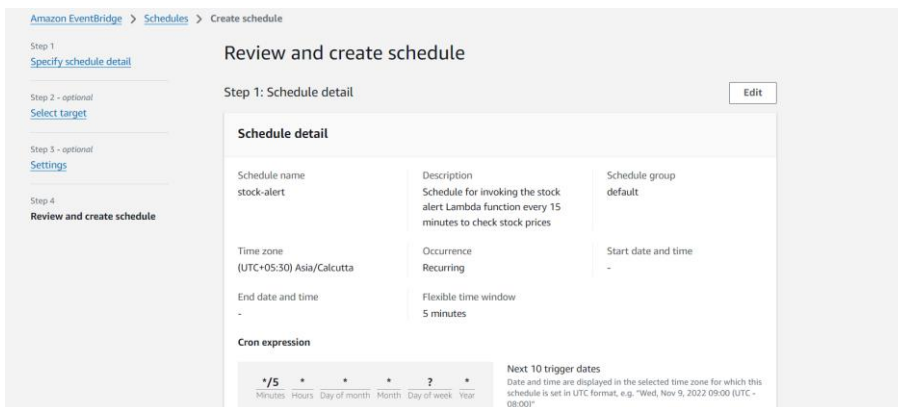 Amazon EventBridge > Schedules > Create schedule
Step 1
Specify schedule detail
Step 2 - optional
Select target
Step 3 - optional
Settings
Step 4
Review and create schedule
Review and create schedule
Step 1: Schedule detail
Edit
Schedule detail
Schedule name
stock-alert
Description
Schedule for invoking the stock
alert Lambda function every 15
minutes to check stock prices
Schedule group
default
Time zone
(UTC+05:30) Asia/Calcutta
Occurrence
Recurring
Start date and time
-
End date and time
-
Flexible time window
5 minutes
Cron expression
*/5 * * * ? *
Minutes Hours Day of month Month Day of week Year
Next 10 trigger dates
Date and time are displayed in the selected time zone for which this
schedule is set in UTC format, e.g. "Wed, Nov 9, 2022 09:00 (UTC -
08:00)"